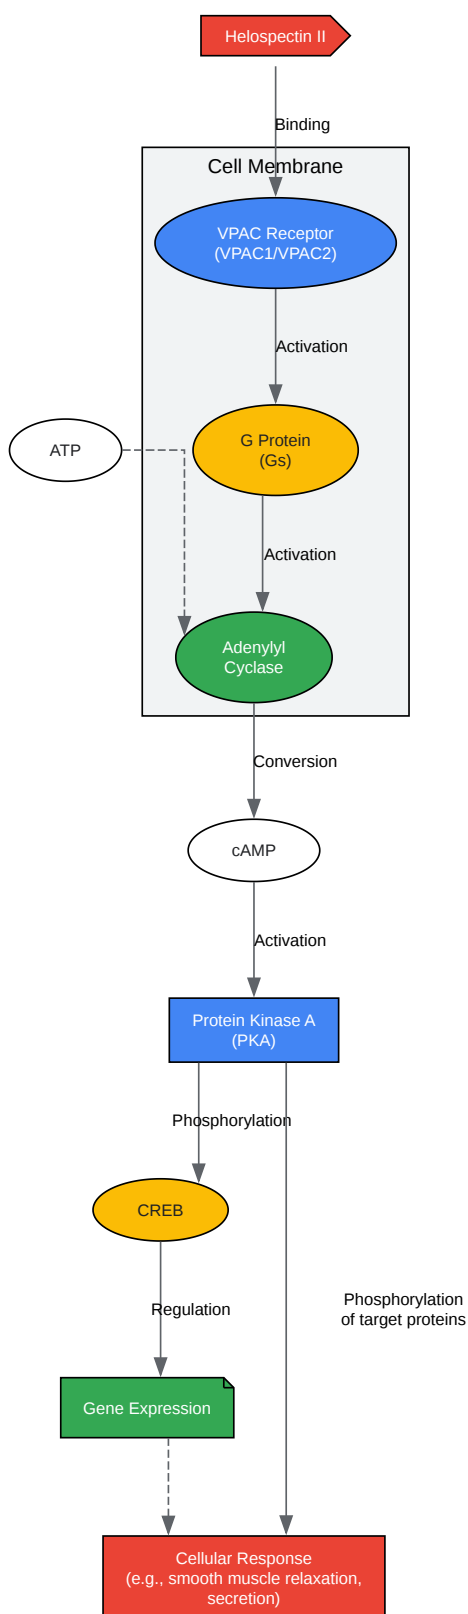 Helospectin II
Binding
Cell Membrane
VPAC Receptor
(VPAC1/VPAC2)
Activation
ATP
G Protein
(Gs)
Activation
Adenylyl
Cyclase
Conversion
cAMP
Activation
Protein Kinase A
(PKA)
Phosphorylation
CREB
Phosphorylation
of target proteins
Regulation
Gene Expression
Cellular Response
(e.g., smooth muscle relaxation,
secretion)